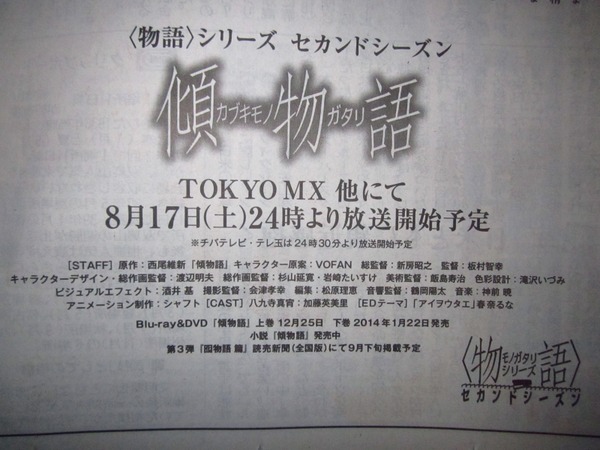 〈物語〉シリーズ セカンドシーズン
傾物語
カブキモノ ガタリ
TOKYO MX 他にて
8月17日(土)24時より放送開始予定
※チバテレビ・テレ玉は24時30分より放送開始予定
［STAFF］原作：西尾維新「傾物語」 キャラクター原案：VOFAN 総監督：新房昭之 監督：板村智幸
キャラクターデザイン・総作画監督：渡辺明夫 総作画監督：杉山延寛・岩崎たいすけ 美術監督：飯島寿治 色彩設計：滝沢いづみ
ビジュアルエフェクト：酒井 基 撮影監督：会津孝幸 編集：松原理恵 音響監督：鶴岡陽太 音楽：神前 暁
アニメーション制作：シャフト［CAST］八九寺真宵：加藤英美里［EDテーマ］「アイヲウタエ」春奈るな
Blu-ray&DVD「傾物語」上巻 12月25日 下巻 2014年1月22日発売
小説「傾物語」発売中
第3弾「囮物語 篇」読売新聞(全国版)にて9月下旬掲載予定
〈物語〉
モノガタリ
シリーズ
セカンドシーズン